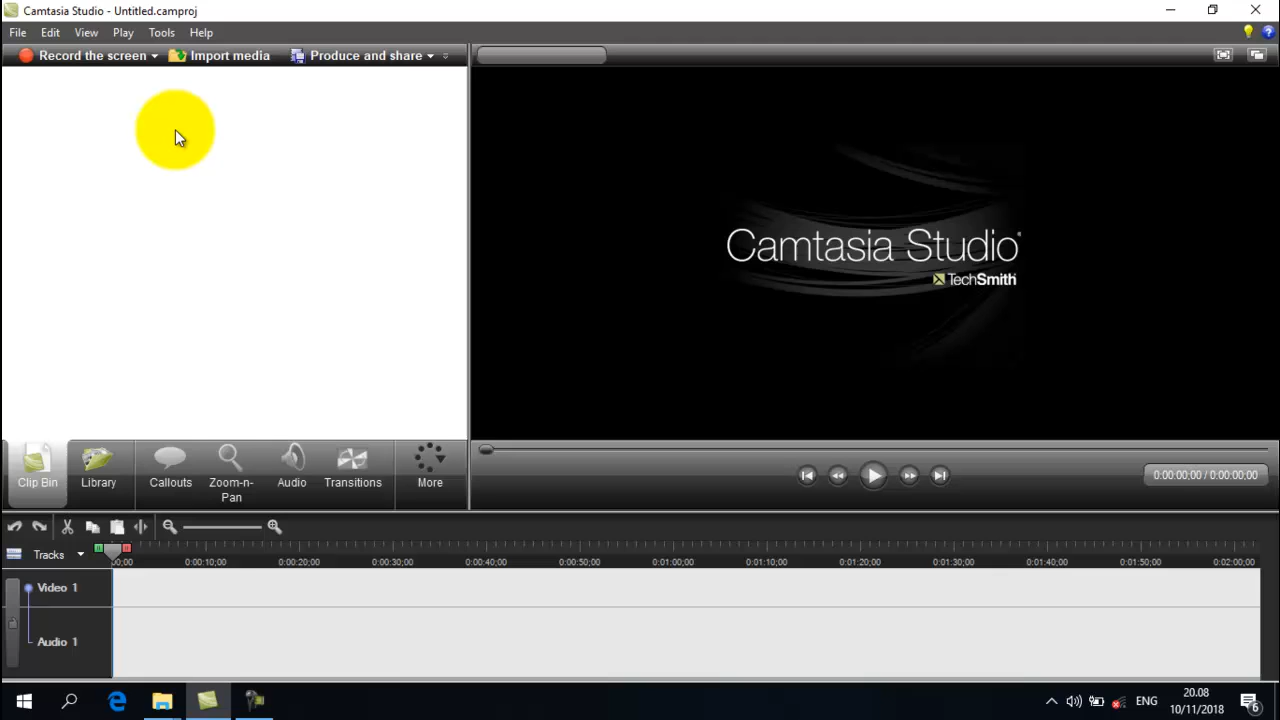 Camtasia Studio - Untitled.camproj
File Edit View Play Tools Help
Record the screen Import media Produce and share
Camtasia Studio
TechSmith
Clip Bin Library Callouts Zoom-n-Pan Audio Transitions More
0:00:00;00 / 0:00:00;00
Tracks
00;00 0:00:10;00 0:00:20;00 0:00:30;00 0:00:40;00 0:00:50;00 0:01:00;00 0:01:10;00 0:01:20;00 0:01:30;00 0:01:40;00 0:01:50;00 0:02:00;00
Video 1
Audio 1
ENG
20.08
10/11/2018
6